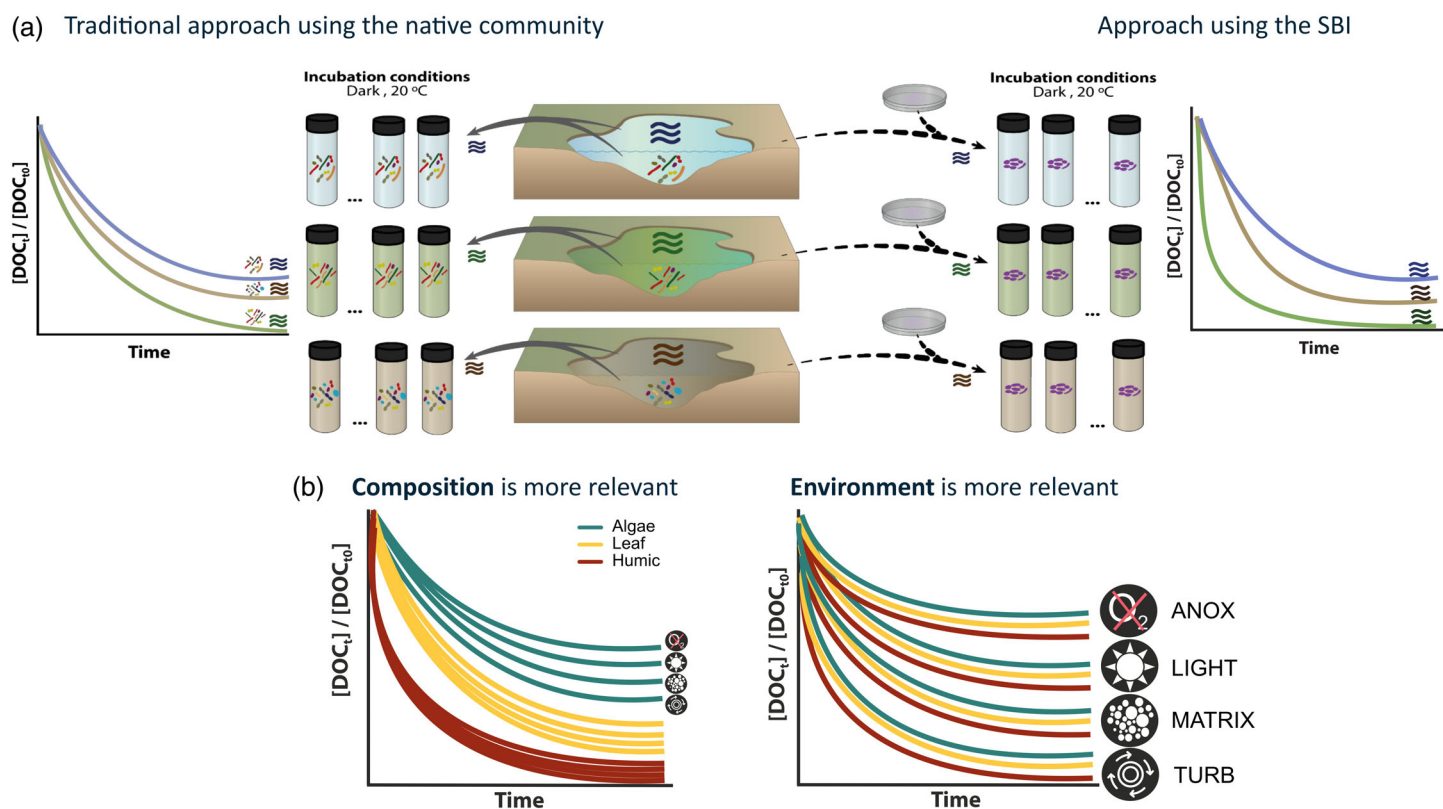 (a) Traditional approach using the native community
Approach using the SBI
Incubation conditions
Dark , 20 °C
Incubation conditions
Dark , 20 °C
[DOCt] / [DOCt0]
Time
...
...
...
...
...
...
[DOCt] / [DOCt0]
Time
(b) Composition is more relevant
Algae
Leaf
Humic
[DOCt] / [DOCt0]
O2
Time
Environment is more relevant
[DOCt] / [DOCt0]
O2 ANOX
LIGHT
MATRIX
TURB
Time